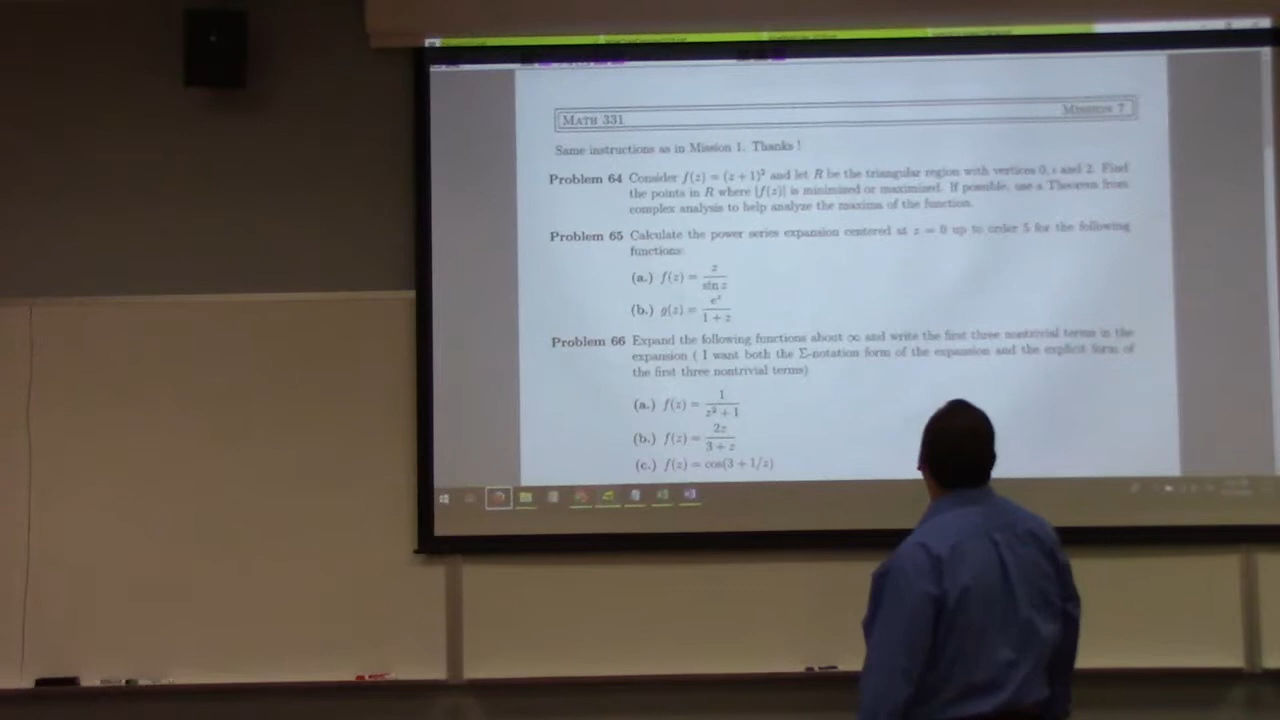 MATH 331 MISSION 7
Same instructions as in Mission 1. Thanks !
Problem 64 Consider f(z) = (z + 1)² and let R be the triangular region with vertices 0, i and 2. Find
the points in R where |f(z)| is minimized or maximized. If possible, use a Theorem from
complex analysis to help analyze the maxima of the function.
Problem 65 Calculate the power series expansion centered at z = 0 up to order 5 for the following
functions:
(a.) f(z) = z / sin z
(b.) g(z) = eᶻ / 1 + z
Problem 66 Expand the following functions about ∞ and write the first three nontrivial terms in the
expansion ( I want both the Σ-notation form of the expansion and the explicit form of
the first three nontrivial terms)
(a.) f(z) = 1 / z² + 1
(b.) f(z) = 2z / 3 + z
(c.) f(z) = cos(3 + 1/z)